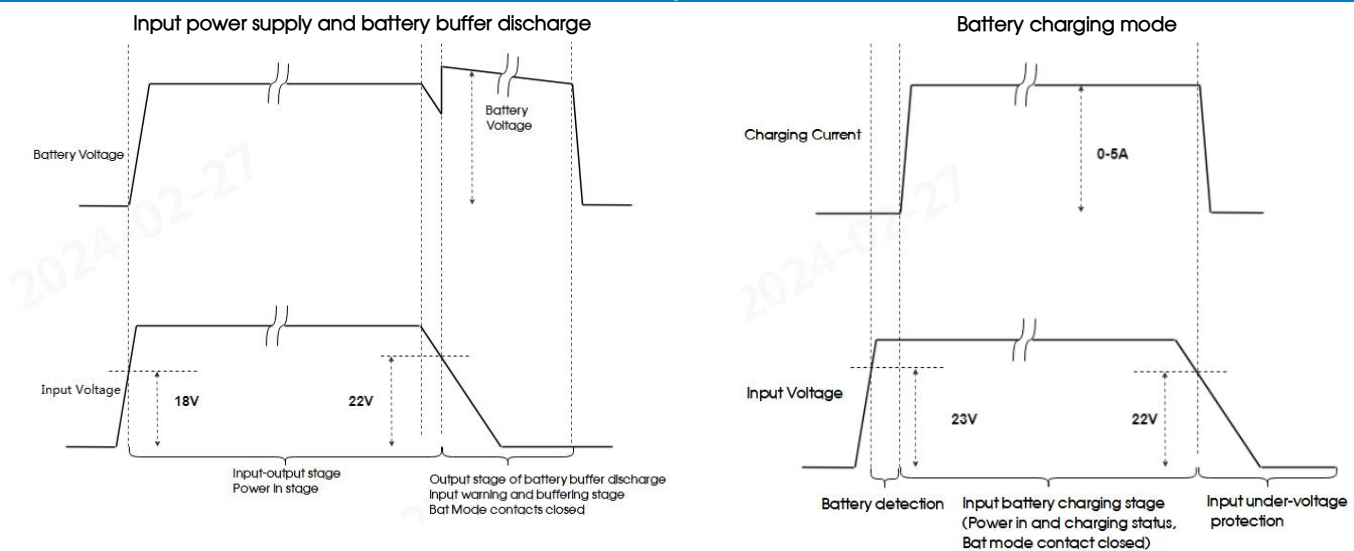 Input power supply and battery buffer discharge
Battery Voltage
Battery
Voltage
2024-02-27
Input Voltage
18V
22V
Input-output stage
Power in stage
Output stage of battery buffer discharge
Input warning and buffering stage
Bat Mode contacts closed
Battery charging mode
Charging Current
0-5A
2024-02-27
Input Voltage
23V
22V
Battery detection
Input battery charging stage
(Power in and charging status,
Bat mode contact closed)
Input under-voltage
protection